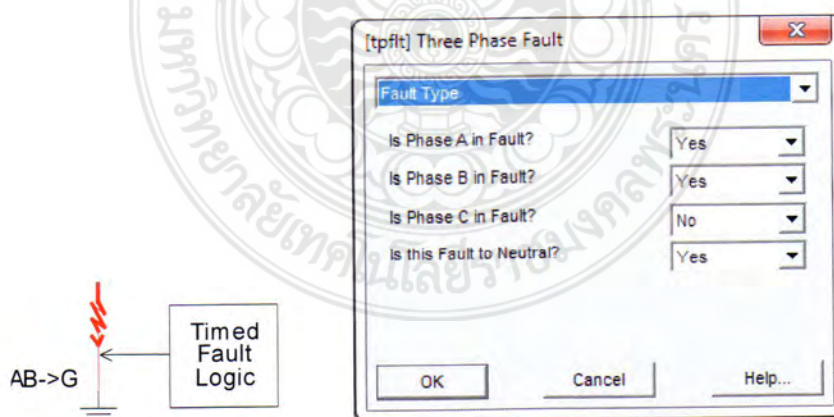 [tpflt] Three Phase Fault
Fault Type
Is Phase A in Fault? Yes
Is Phase B in Fault? Yes
Is Phase C in Fault? No
Is this Fault to Neutral? Yes
OK Cancel Help...
AB->G
Timed
Fault
Logic